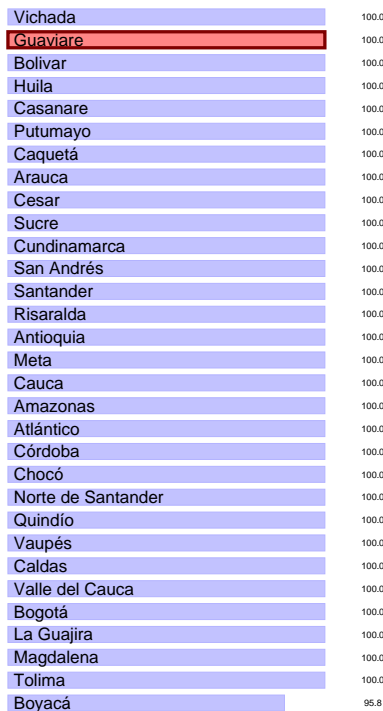 Vichada 100.0
Guaviare 100.0
Bolivar 100.0
Huila 100.0
Casanare 100.0
Putumayo 100.0
Caquetá 100.0
Arauca 100.0
Cesar 100.0
Sucre 100.0
Cundinamarca 100.0
San Andrés 100.0
Santander 100.0
Risaralda 100.0
Antioquia 100.0
Meta 100.0
Cauca 100.0
Amazonas 100.0
Atlántico 100.0
Córdoba 100.0
Chocó 100.0
Norte de Santander 100.0
Quindío 100.0
Vaupés 100.0
Caldas 100.0
Valle del Cauca 100.0
Bogotá 100.0
La Guajira 100.0
Magdalena 100.0
Tolima 100.0
Boyacá 95.8